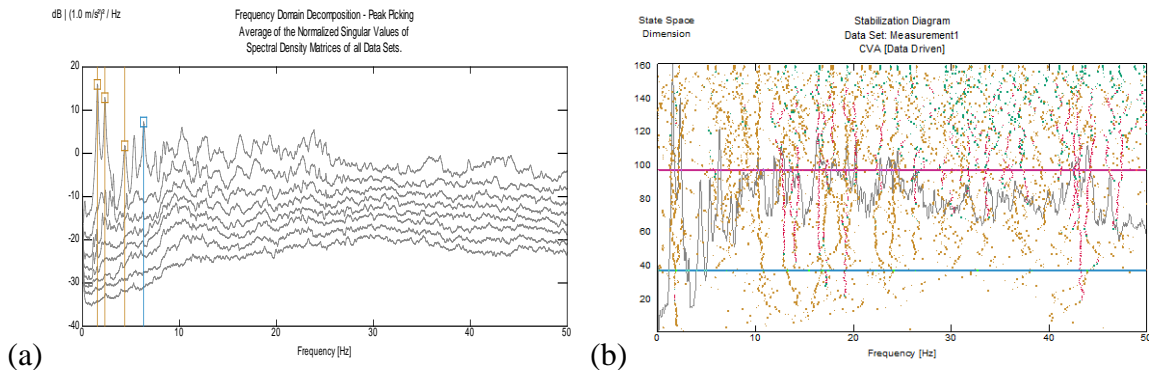 dB | (1.0 m/s²)² / Hz
Frequency Domain Decomposition - Peak Picking
Average of the Normalized Singular Values of
Spectral Density Matrices of all Data Sets.
20
10
0
-10
-20
-30
-40
0 10 20 30 40 50
Frequency [Hz]
(a)
State Space
Dimension
Stabilization Diagram
Data Set: Measurement1
CVA [Data Driven]
160
140
120
100
80
60
40
20
0 10 20 30 40 50
Frequency [Hz]
(b)